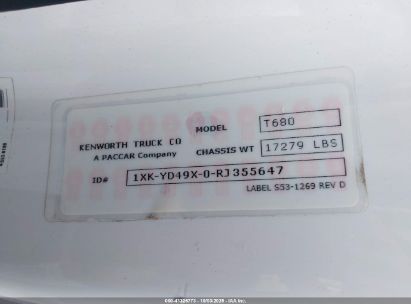 KENWORTH TRUCK CO
A PACCAR Company
MODEL T680
CHASSIS WT 17279 LBS
ID# 1XK-YD49X-0-RJ355647
LABEL S53-1269 REV D